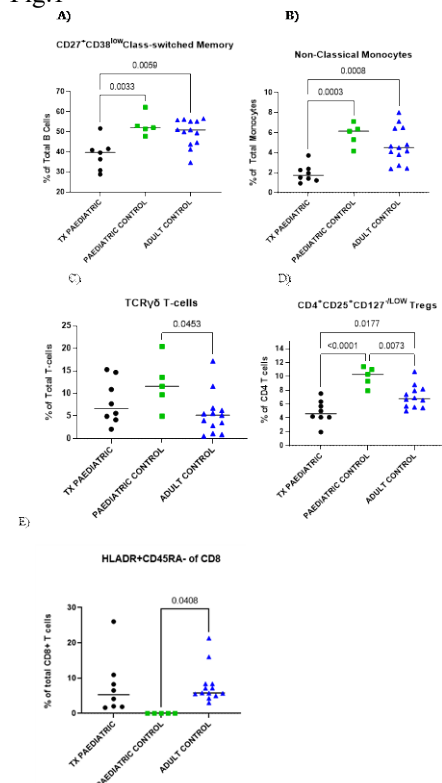 Fig.1
A)
B)
CD27+CD38lowClass-switched Memory
0.0059
0.0033
% of Total B Cells
70
60
50
40
30
20
TX PAEDIATRIC
PAEDIATRIC CONTROL
ADULT CONTROL
Non-Classical Monocytes
0.0008
0.0003
% of Total Monocytes
10
8
6
4
2
0
TX PAEDIATRIC
PAEDIATRIC CONTROL
ADULT CONTROL
C)
D)
TCRγδ T-cells
0.0453
% of Total T-cells
25
20
15
10
5
0
TX PAEDIATRIC
PAEDIATRIC CONTROL
ADULT CONTROL
CD4+CD25+CD127-/LOW Tregs
0.0177
<0.0001
0.0073
% of CD4 T cells
14
12
10
8
6
4
2
0
TX PAEDIATRIC
PAEDIATRIC CONTROL
ADULT CONTROL
E)
HLADR+CD45RA- of CD8
0.0408
% of total CD8+ T cells
30
20
10
0
TX PAEDIATRIC
PAEDIATRIC CONTROL
ADULT CONTROL